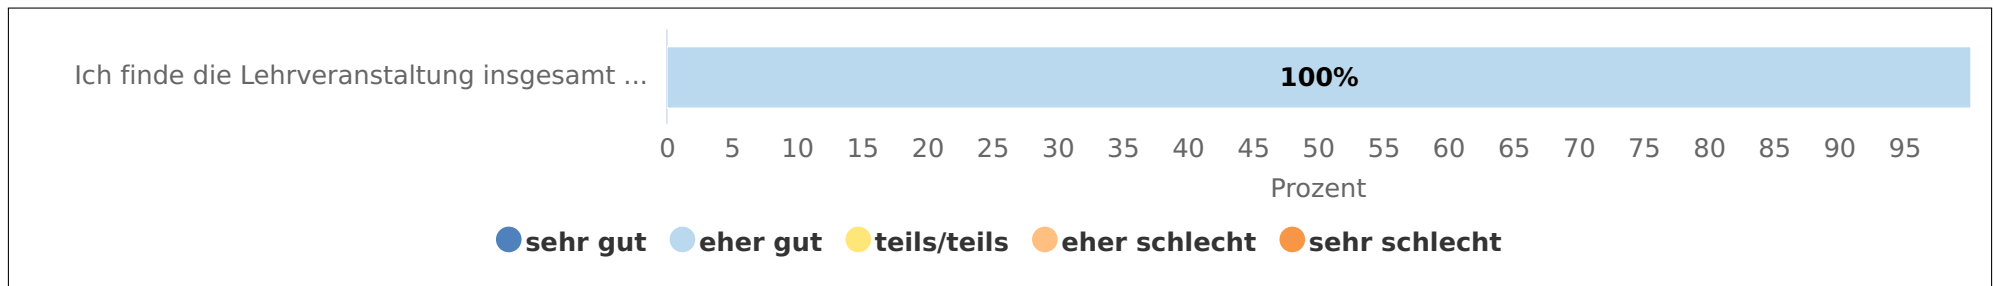 Ich finde die Lehrveranstaltung insgesamt ...
100%
0 5 10 15 20 25 30 35 40 45 50 55 60 65 70 75 80 85 90 95
Prozent
sehr gut eher gut teils/teils eher schlecht sehr schlecht